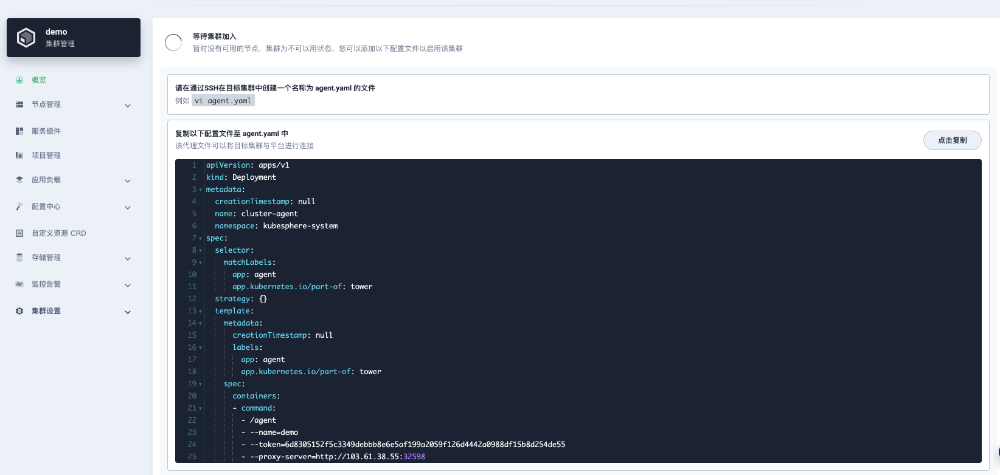 demo
集群管理
概览
节点管理
服务组件
项目管理
应用负载
配置中心
自定义资源 CRD
存储管理
监控告警
集群设置
等待集群加入
暂时没有可用的节点，集群为不可以用状态，您可以添加以下配置文件以启用该集群
请在通过SSH在目标集群中创建一个名称为 agent.yaml 的文件
例如 vi agent.yaml
复制以下配置文件至 agent.yaml 中
该代理文件可以将目标集群与平台进行连接
点击复制
1 apiVersion: apps/v1
2 kind: Deployment
3 metadata:
4   creationTimestamp: null
5   name: cluster-agent
6   namespace: kubesphere-system
7 spec:
8   selector:
9     matchLabels:
10       app: agent
11       app.kubernetes.io/part-of: tower
12   strategy: {}
13   template:
14     metadata:
15       creationTimestamp: null
16       labels:
17         app: agent
18         app.kubernetes.io/part-of: tower
19     spec:
20       containers:
21       - command:
22         - /agent
23         - --name=demo
24         - --token=6d8305152f5c3349debbb8e6e5af199a2059f126d4442a0988df15b8d254de55
25         - --proxy-server=http://103.61.38.55:32598